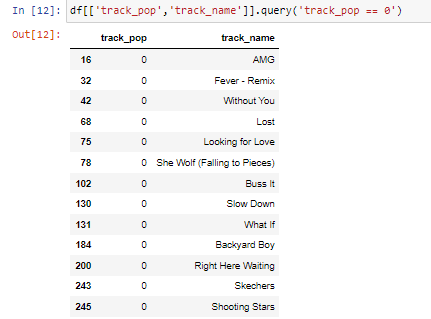 In [12]: df[['track_pop','track_name']].query('track_pop == 0')
Out[12]:
track_pop track_name
16 0 AMG
32 0 Fever - Remix
42 0 Without You
68 0 Lost
75 0 Looking for Love
78 0 She Wolf (Falling to Pieces)
102 0 Buss It
130 0 Slow Down
131 0 What If
184 0 Backyard Boy
200 0 Right Here Waiting
243 0 Skechers
245 0 Shooting Stars